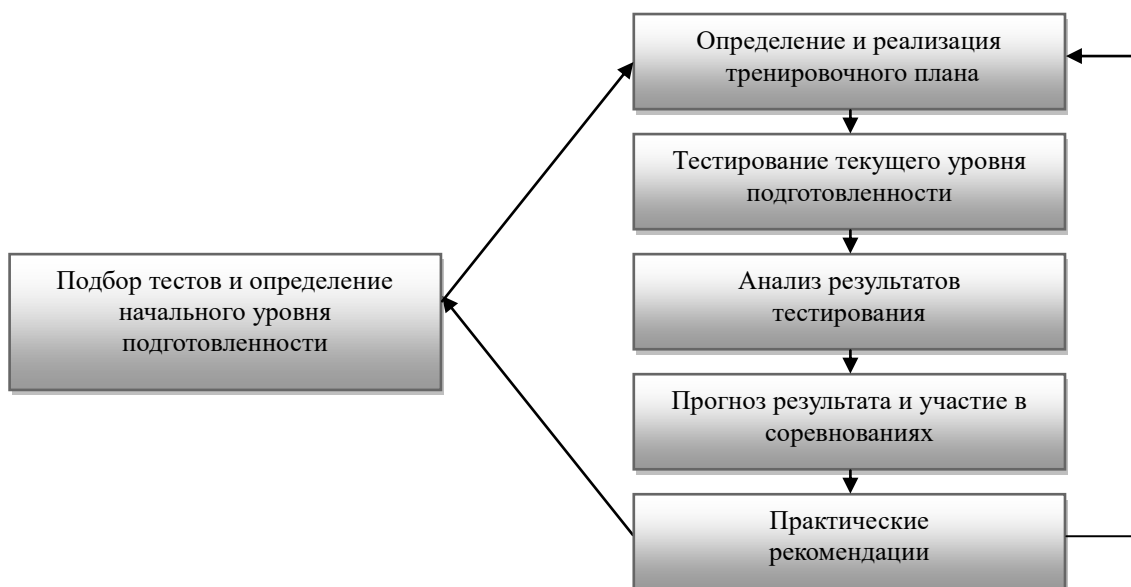 Определение и реализация
тренировочного плана
Тестирование текущего уровня
подготовленности
Подбор тестов и определение
начального уровня
подготовленности
Анализ результатов
тестирования
Прогноз результата и участие в
соревнованиях
Практические
рекомендации